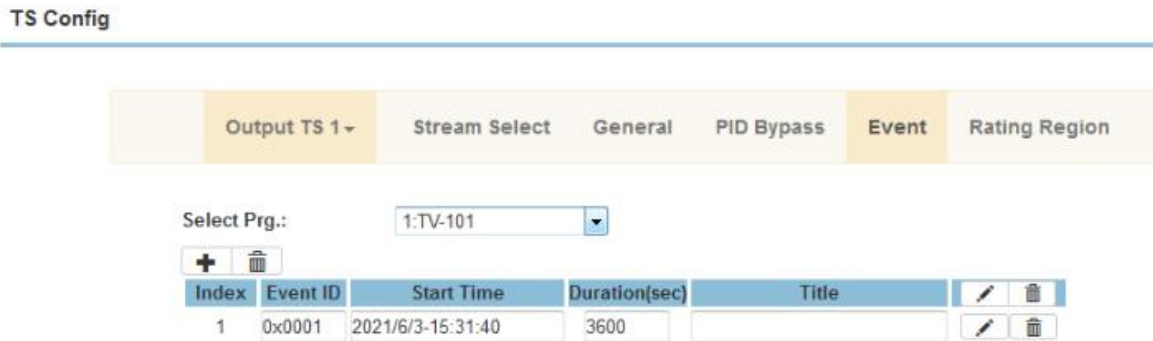 TS Config
Output TS 1 Stream Select General PID Bypass Event Rating Region
Select Prg.: 1:TV-101
Index Event ID Start Time Duration(sec) Title
1 0x0001 2021/6/3-15:31:40 3600